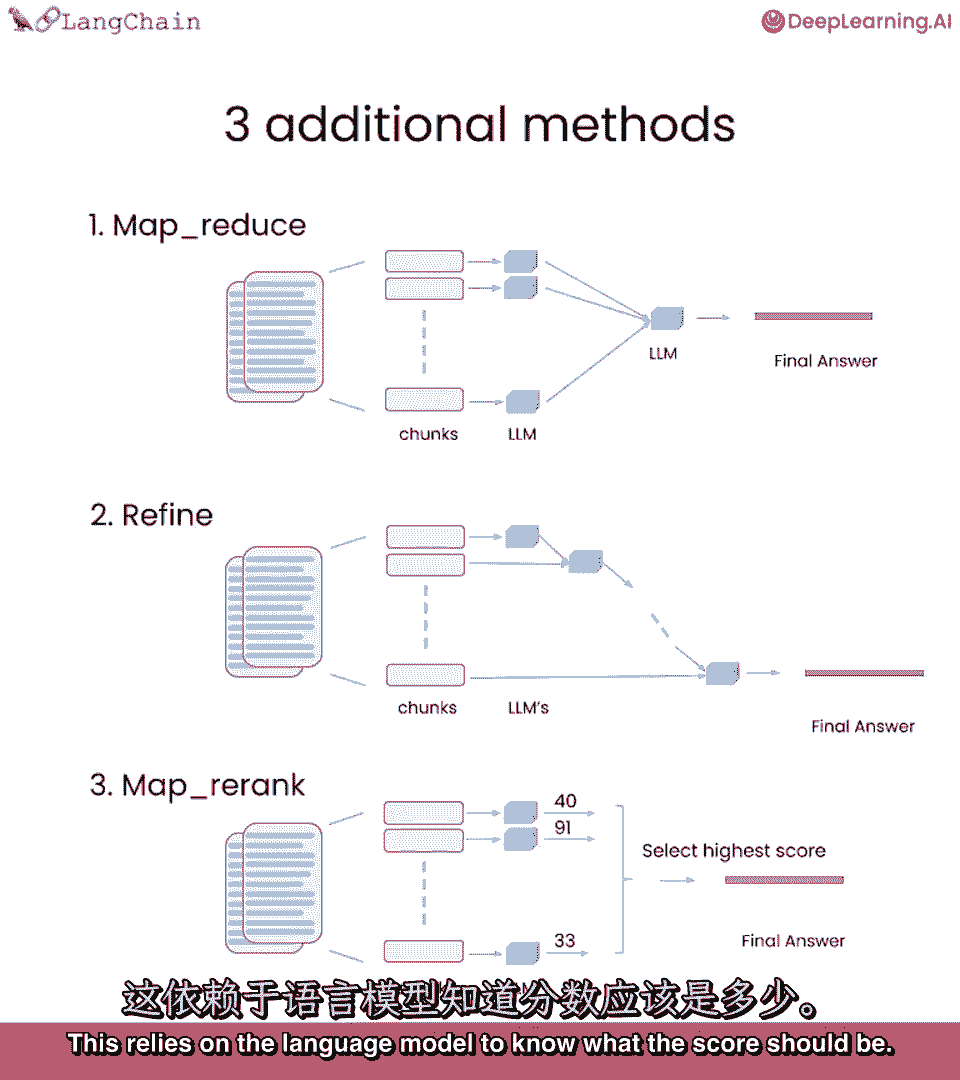 LangChain
DeepLearning.AI
3 additional methods
1. Map_reduce
LLM
Final Answer
chunks
LLM
2. Refine
chunks
LLM's
Final Answer
3. Map_rerank
40
91
Select highest score
33
Final Answer
这依赖于语言模型知道分数应该是多少。
This relies on the language model to know what the score should be.